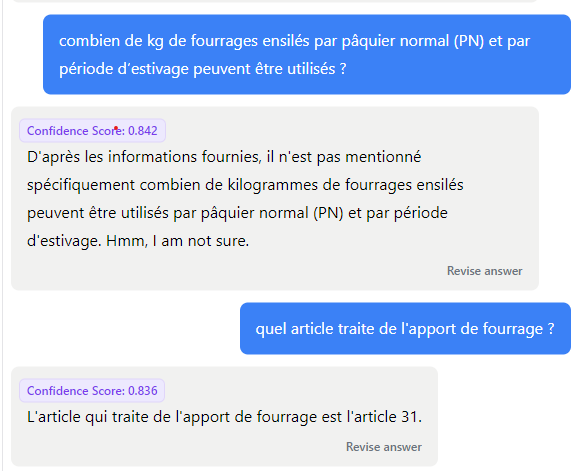 combien de kg de fourrages ensilés par pâquier normal (PN) et par
période d'estivage peuvent être utilisés ?
Confidence Score: 0.842
D'après les informations fournies, il n'est pas mentionné
spécifiquement combien de kilogrammes de fourrages ensilés
peuvent être utilisés par pâquier normal (PN) et par période
d'estivage. Hmm, I am not sure.
Revise answer
quel article traite de l'apport de fourrage ?
Confidence Score: 0.836
L'article qui traite de l'apport de fourrage est l'article 31.
Revise answer